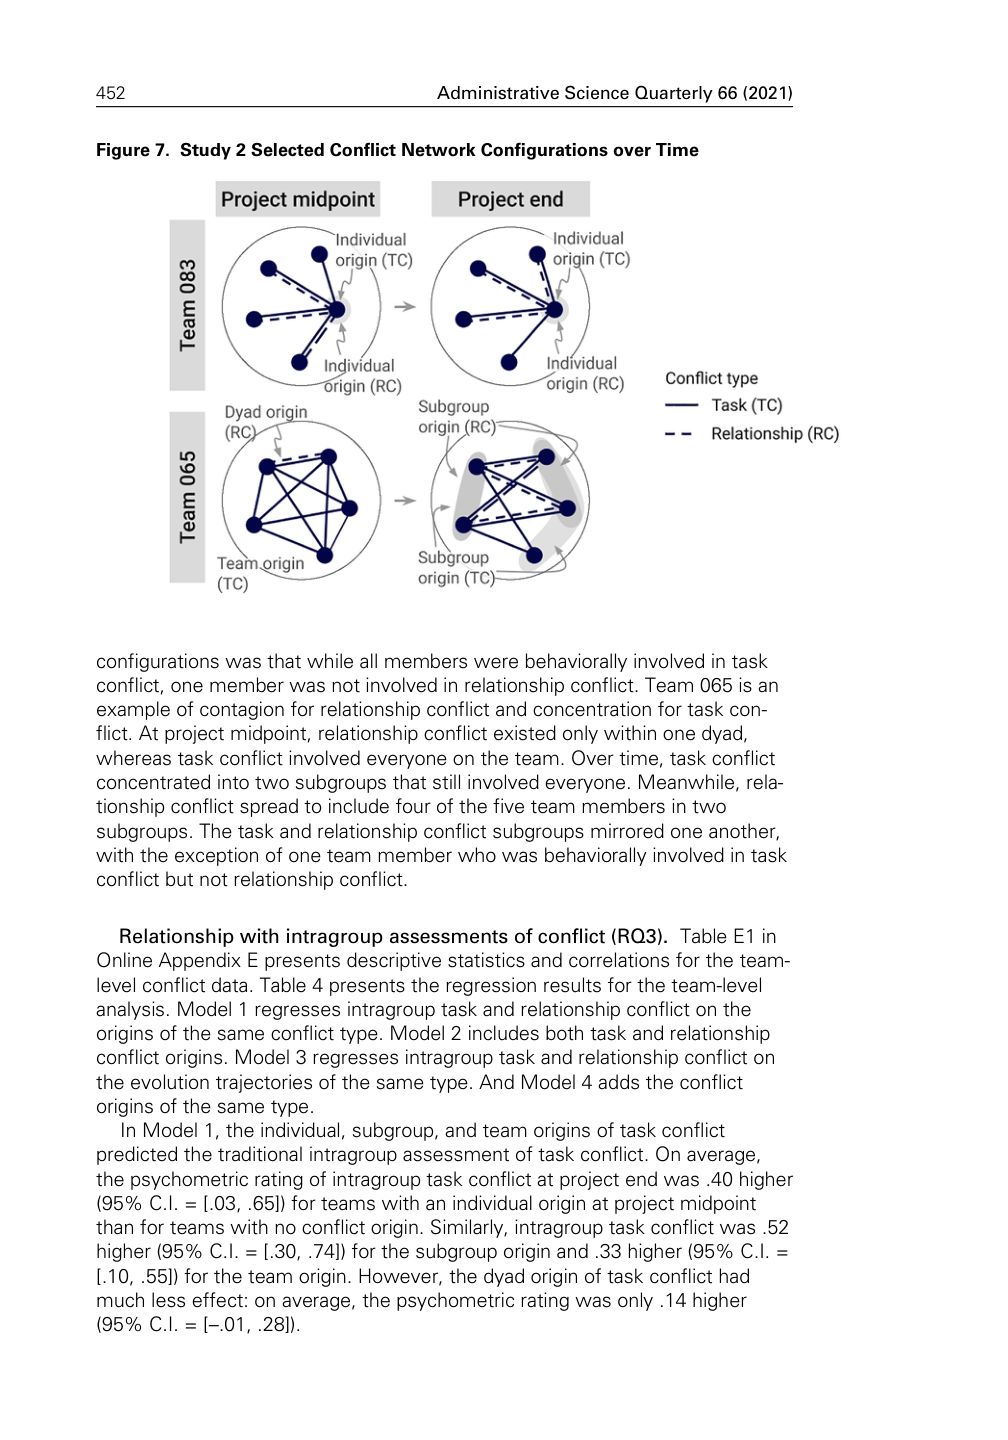 452
Administrative Science Quarterly 66 (2021)
Figure 7. Study 2 Selected Conflict Network Configurations over Time
Project midpoint
Project end
Team 083
Individual
origin (TC)
Individual
origin (RC)
Individual
origin (TC)
Individual
origin (RC)
Conflict type
Task (TC)
Relationship (RC)
Team 065
Dyad origin
(RC)
Team origin
(TC)
Subgroup
origin (RC)
Subgroup
origin (TC)
configurations was that while all members were behaviorally involved in task
conflict, one member was not involved in relationship conflict. Team 065 is an
example of contagion for relationship conflict and concentration for task con-
flict. At project midpoint, relationship conflict existed only within one dyad,
whereas task conflict involved everyone on the team. Over time, task conflict
concentrated into two subgroups that still involved everyone. Meanwhile, rela-
tionship conflict spread to include four of the five team members in two
subgroups. The task and relationship conflict subgroups mirrored one another,
with the exception of one team member who was behaviorally involved in task
conflict but not relationship conflict.
Relationship with intragroup assessments of conflict (RQ3). Table E1 in
Online Appendix E presents descriptive statistics and correlations for the team-
level conflict data. Table 4 presents the regression results for the team-level
analysis. Model 1 regresses intragroup task and relationship conflict on the
origins of the same conflict type. Model 2 includes both task and relationship
conflict origins. Model 3 regresses intragroup task and relationship conflict on
the evolution trajectories of the same type. And Model 4 adds the conflict
origins of the same type.
In Model 1, the individual, subgroup, and team origins of task conflict
predicted the traditional intragroup assessment of task conflict. On average,
the psychometric rating of intragroup task conflict at project end was .40 higher
(95% C.I. = [.03, .65]) for teams with an individual origin at project midpoint
than for teams with no conflict origin. Similarly, intragroup task conflict was .52
higher (95% C.I. = [.30, .74]) for the subgroup origin and .33 higher (95% C.I. =
[.10, .55]) for the team origin. However, the dyad origin of task conflict had
much less effect: on average, the psychometric rating was only .14 higher
(95% C.I. = [–.01, .28]).